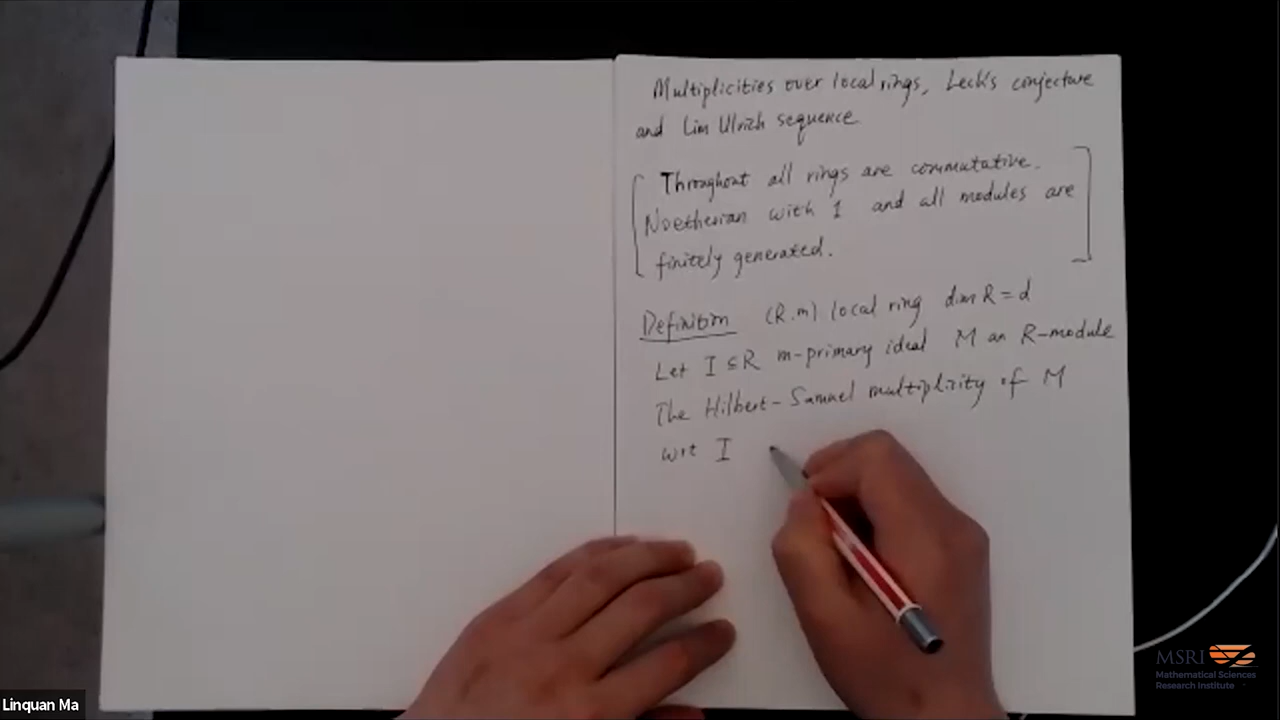 Multiplicities over local rings, Lech's conjecture
and Lim Ulrich sequence
Throughout all rings are commutative.
Noetherian with 1 and all modules are
finitely generated.
Definition (R.m) local ring dim R = d
Let I ⊆ R m-primary ideal M an R-module
The Hilbert-Samuel multiplicity of M
wrt I
MSRI
Mathematical Sciences
Research Institute
Linquan Ma